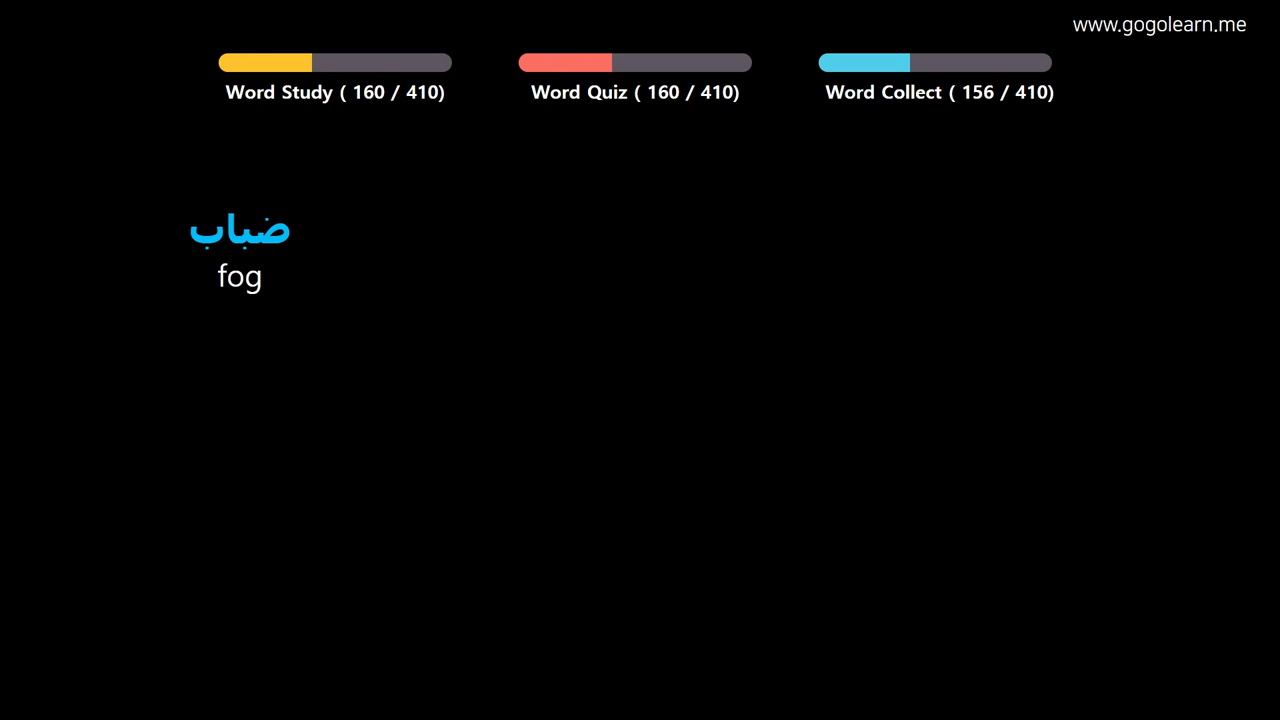 www.gogolearn.me
Word Study ( 160 / 410)
Word Quiz ( 160 / 410)
Word Collect ( 156 / 410)
ضباب
fog